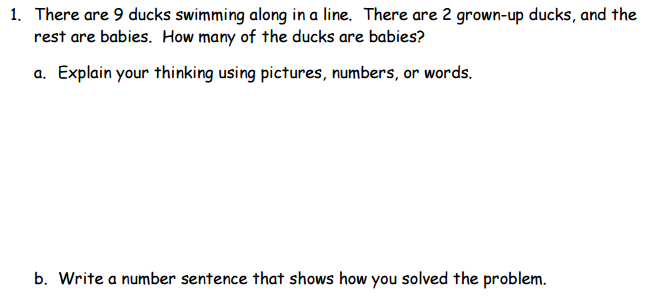 1. There are 9 ducks swimming along in a line. There are 2 grown-up ducks, and the
rest are babies. How many of the ducks are babies?
a. Explain your thinking using pictures, numbers, or words.
b. Write a number sentence that shows how you solved the problem.